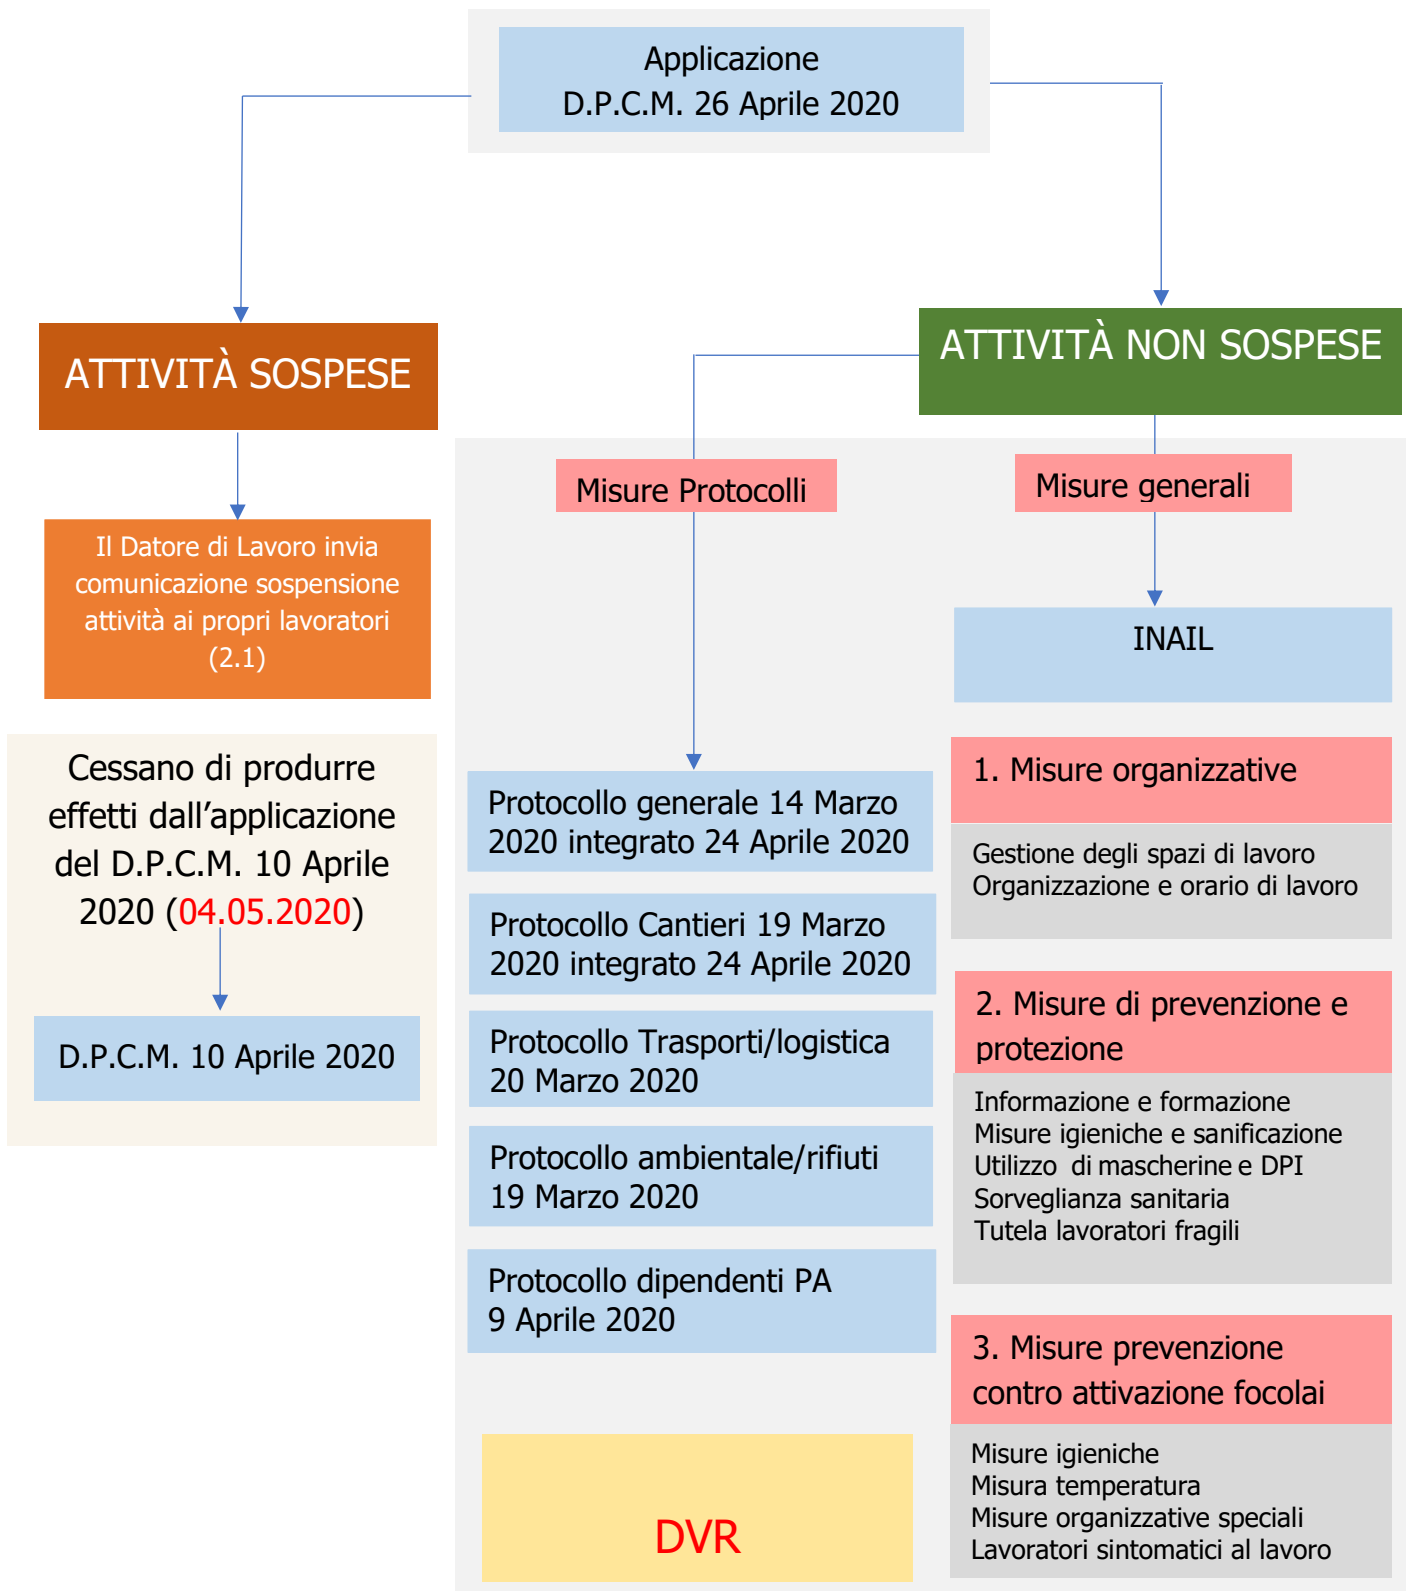 Applicazione
D.P.C.M. 26 Aprile 2020
ATTIVITÀ SOSPESE
Il Datore di Lavoro invia
comunicazione sospensione
attività ai propri lavoratori
(2.1)
Cessano di produrre
effetti dall’applicazione
del D.P.C.M. 10 Aprile
2020 (04.05.2020)
D.P.C.M. 10 Aprile 2020
ATTIVITÀ NON SOSPESE
Misure Protocolli
Protocollo generale 14 Marzo
2020 integrato 24 Aprile 2020
Protocollo Cantieri 19 Marzo
2020 integrato 24 Aprile 2020
Protocollo Trasporti/logistica
20 Marzo 2020
Protocollo ambientale/rifiuti
19 Marzo 2020
Protocollo dipendenti PA
9 Aprile 2020
DVR
Misure generali
INAIL
1. Misure organizzative
Gestione degli spazi di lavoro
Organizzazione e orario di lavoro
2. Misure di prevenzione e
protezione
Informazione e formazione
Misure igieniche e sanificazione
Utilizzo di mascherine e DPI
Sorveglianza sanitaria
Tutela lavoratori fragili
3. Misure prevenzione
contro attivazione focolai
Misure igieniche
Misura temperatura
Misure organizzative speciali
Lavoratori sintomatici al lavoro